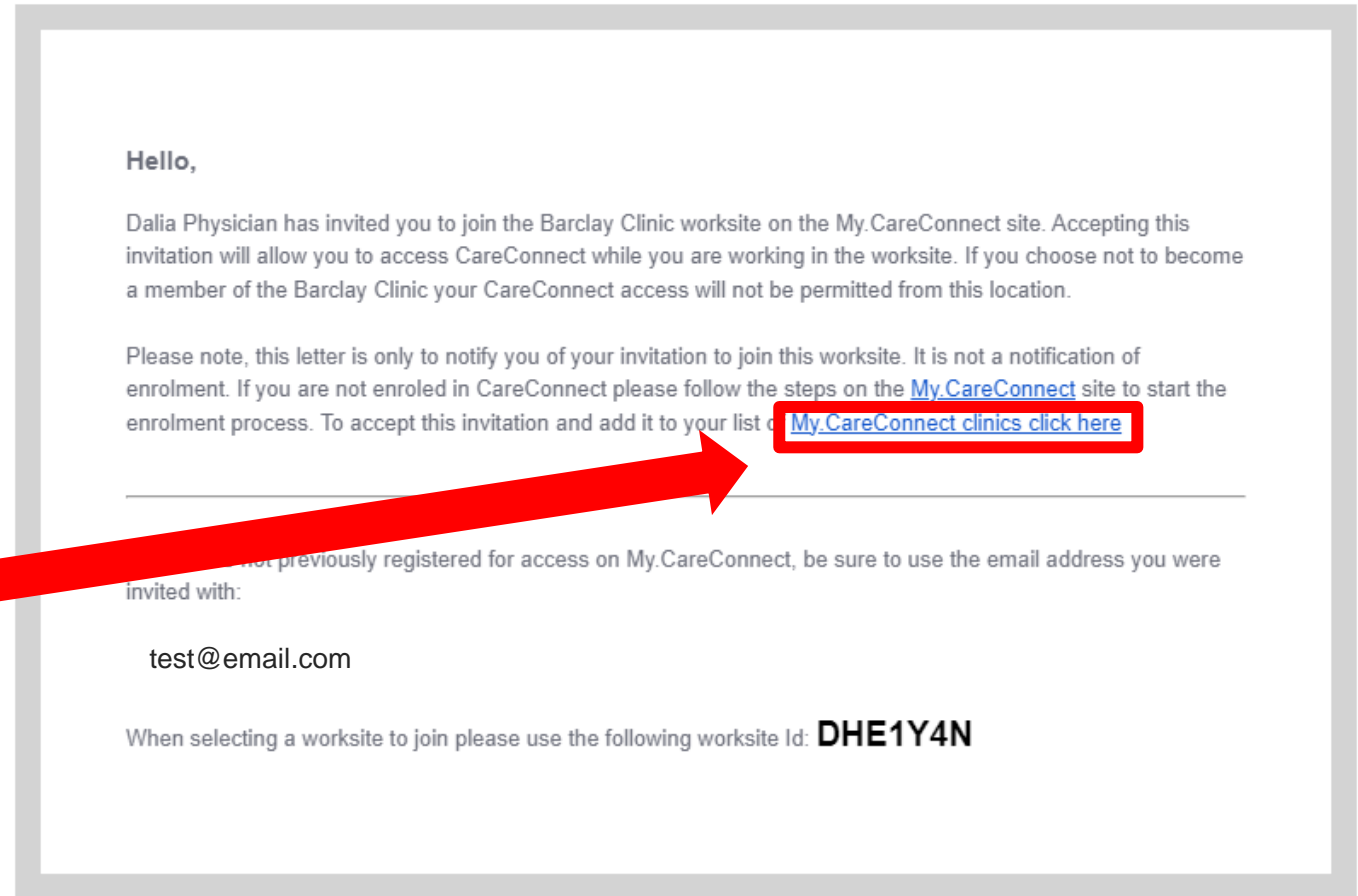 Hello,
Dalia Physician has invited you to join the Barclay Clinic worksite on the My.CareConnect site. Accepting this
invitation will allow you to access CareConnect while you are working in the worksite. If you choose not to become
a member of the Barclay Clinic your CareConnect access will not be permitted from this location.
Please note, this letter is only to notify you of your invitation to join this worksite. It is not a notification of
enrolment. If you are not enroled in CareConnect please follow the steps on the My.CareConnect site to start the
enrolment process. To accept this invitation and add it to your list My.CareConnect clinics click here
not previously registered for access on My.CareConnect, be sure to use the email address you were
invited with:
test@email.com
When selecting a worksite to join please use the following worksite Id: DHE1Y4N